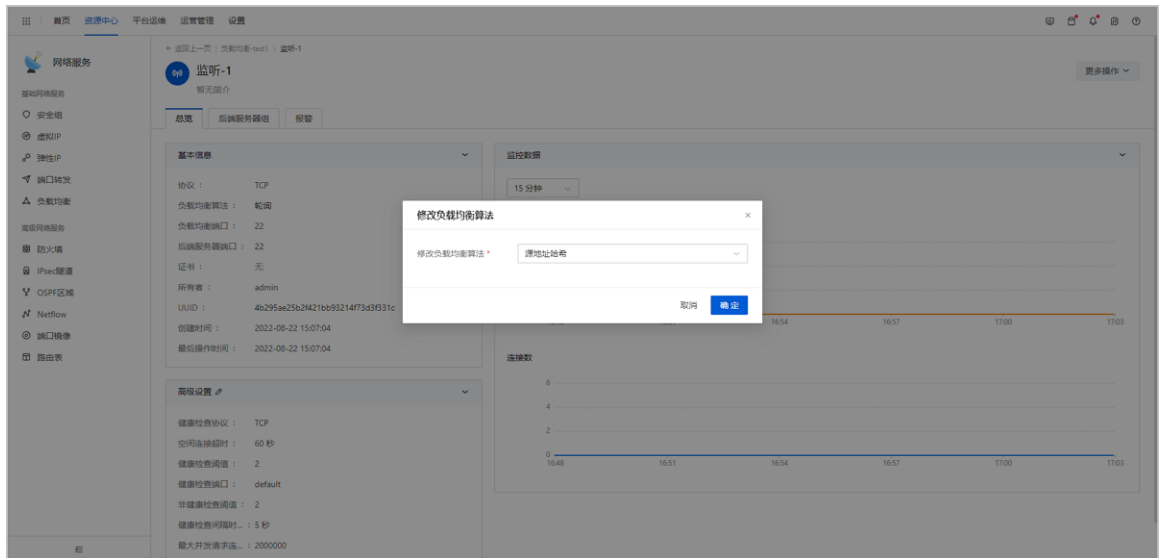 首页 资源中心 平台运维 运营管理 设置
网络服务
基础网络服务
安全组
虚拟IP
弹性IP
端口转发
负载均衡
高级网络服务
防火墙
IPsec隧道
OSPF区域
Netflow
端口镜像
路由表
返回上一页 | 负载均衡-test1 > 监听-1
监听-1
暂无简介
更多操作
总览 后端服务器组 报警
基本信息
协议： TCP
负载均衡算法： 轮询
负载均衡端口： 22
后端服务器端口： 22
证书： 无
所有者： admin
UUID： 4b295ae25b2f421bb93214f73d3f331c
创建时间： 2022-08-22 15:07:04
最后操作时间： 2022-08-22 15:07:04
高级设置
健康检查协议： TCP
空闲连接超时： 60 秒
健康检查阈值： 2
健康检查端口： default
非健康检查阈值： 2
健康检查间隔时...： 5 秒
最大并发请求连...： 2000000
监控数据
15 分钟
修改负载均衡算法
修改负载均衡算法 * 源地址哈希
取消 确定
16:54 16:57 17:00 17:03
连接数
6
4
2
0
16:48 16:51 16:54 16:57 17:00 17:03